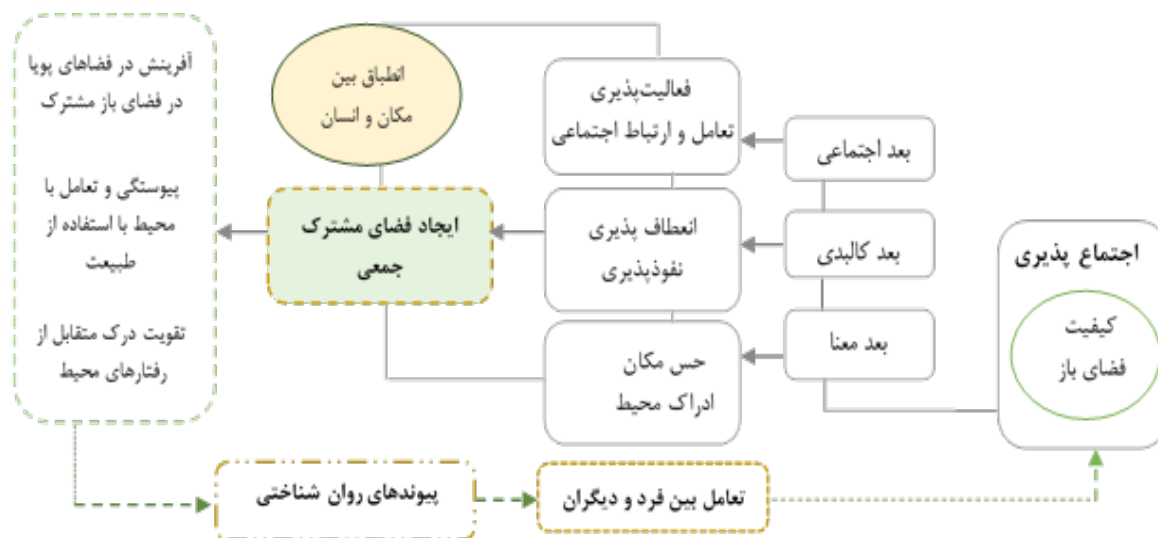 اجتماع پذیری
کیفیت
فضای باز
بعد اجتماعی
بعد کالبدی
بعد معنا
فعالیت‌پذیری
تعامل و ارتباط اجتماعی
انعطاف پذیری
نفوذپذیری
حس مکان
ادراک محیط
انطباق بین
مکان و انسان
ایجاد فضای مشترک
جمعی
آفرینش در فضاهای پویا
در فضای باز مشترک
پیوستگی و تعامل با
محیط با استفاده از
طبیعت
تقویت درک متقابل از
رفتارهای محیط
پیوندهای روان شناختی
تعامل بین فرد و دیگران